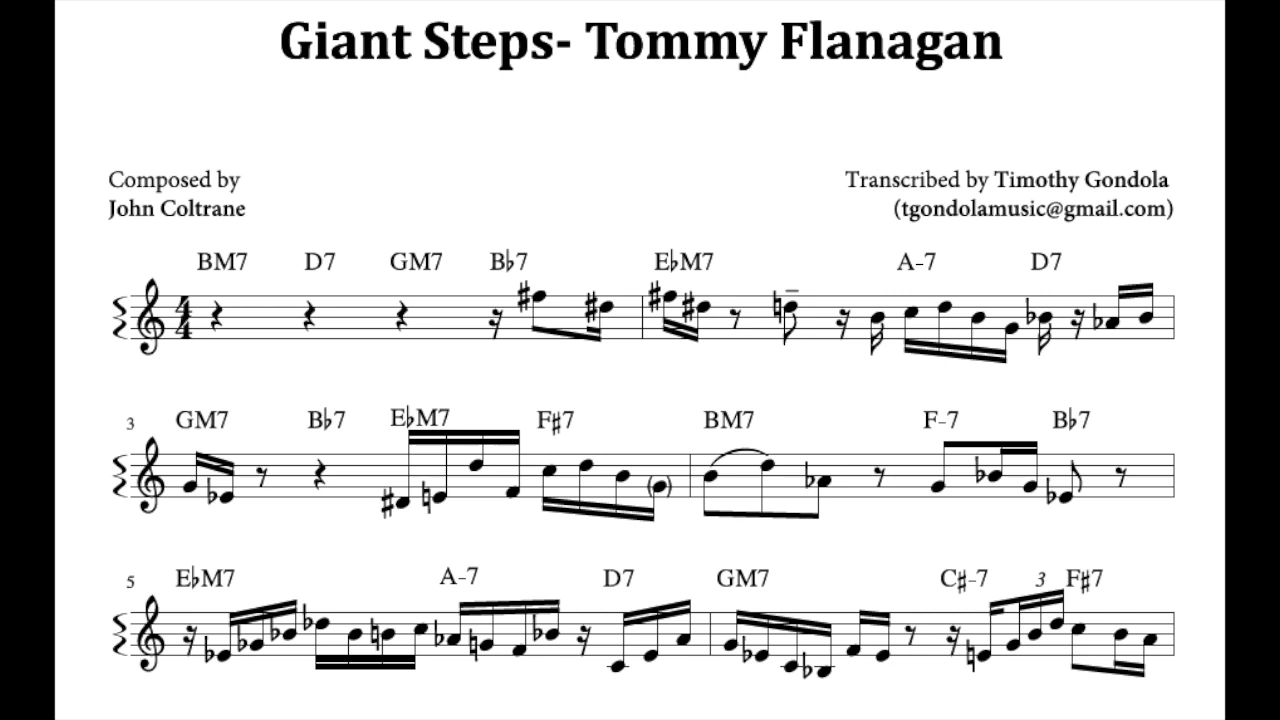 Giant Steps- Tommy Flanagan
Composed by
John Coltrane
Transcribed by Timothy Gondola
(tgondolamusic@gmail.com)
BM7 D7 GM7 B♭7 E♭M7 A-7 D7
4
4
3 GM7 B♭7 E♭M7 F♯7 BM7 F-7 B♭7
5 E♭M7 A-7 D7 GM7 C♯-7 3 F♯7